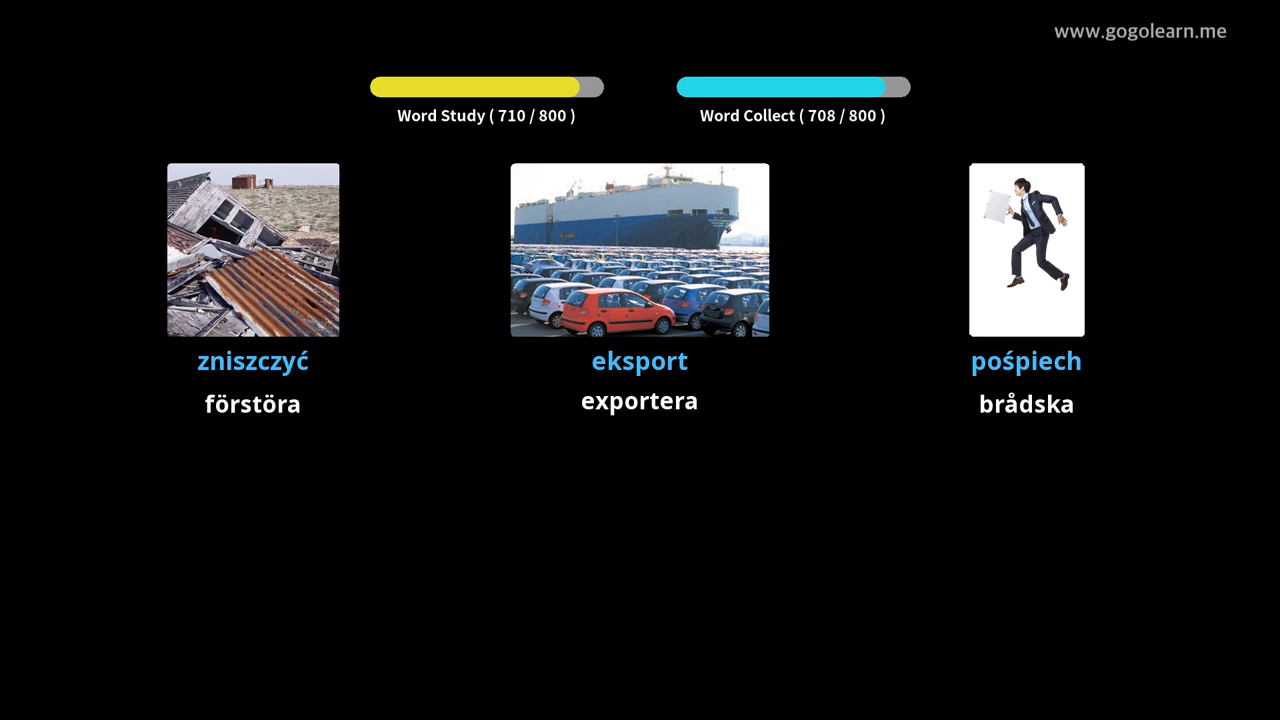 www.gogolearn.me
Word Study ( 710 / 800 )
Word Collect ( 708 / 800 )
zniszczyć
eksport
pośpiech
förstöra
exportera
brådska